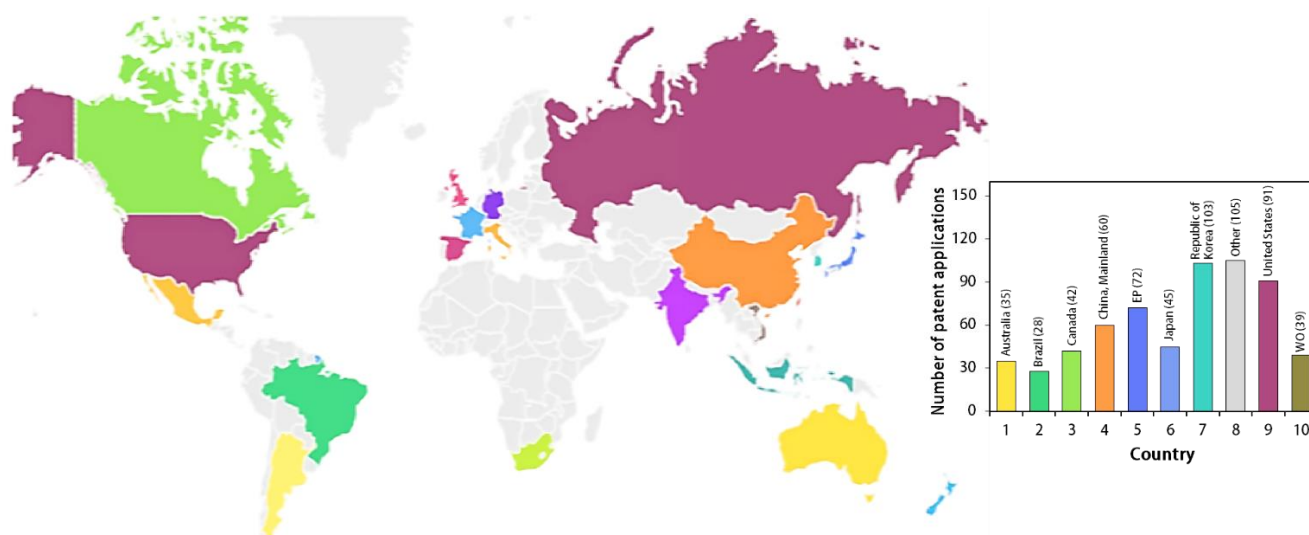 Number of patent applications
150
120
90
60
30
0
Australia (35)
Brazil (28)
Canada (42)
China, Mainland (60)
EP (72)
Japan (45)
Republic of
Korea (103)
Other (105)
United States (91)
WO (39)
1 2 3 4 5 6 7 8 9 10
Country